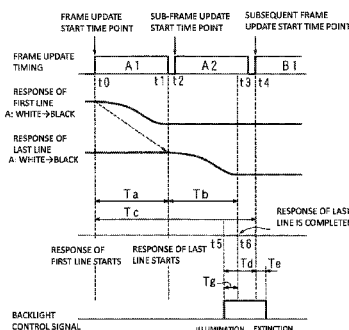 FRAME UPDATE
START TIME POINT
SUB-FRAME UPDATE
START TIME POINT
SUBSEQUENT FRAME
UPDATE START TIME POINT
FRAME UPDATE
TIMING
A1
A2
B1
t0
t1
t2
t3
t4
RESPONSE OF
FIRST LINE
A: WHITE→BLACK
RESPONSE OF
LAST LINE
A: WHITE→BLACK
Ta
Tb
Tc
RESPONSE OF LAST
LINE IS COMPLETED
RESPONSE OF
FIRST LINE STARTS
RESPONSE OF LAST
LINE STARTS
t5
t6
Td
Te
Tg
BACKLIGHT
CONTROL SIGNAL
ILLUMINATION
EXTINCTION